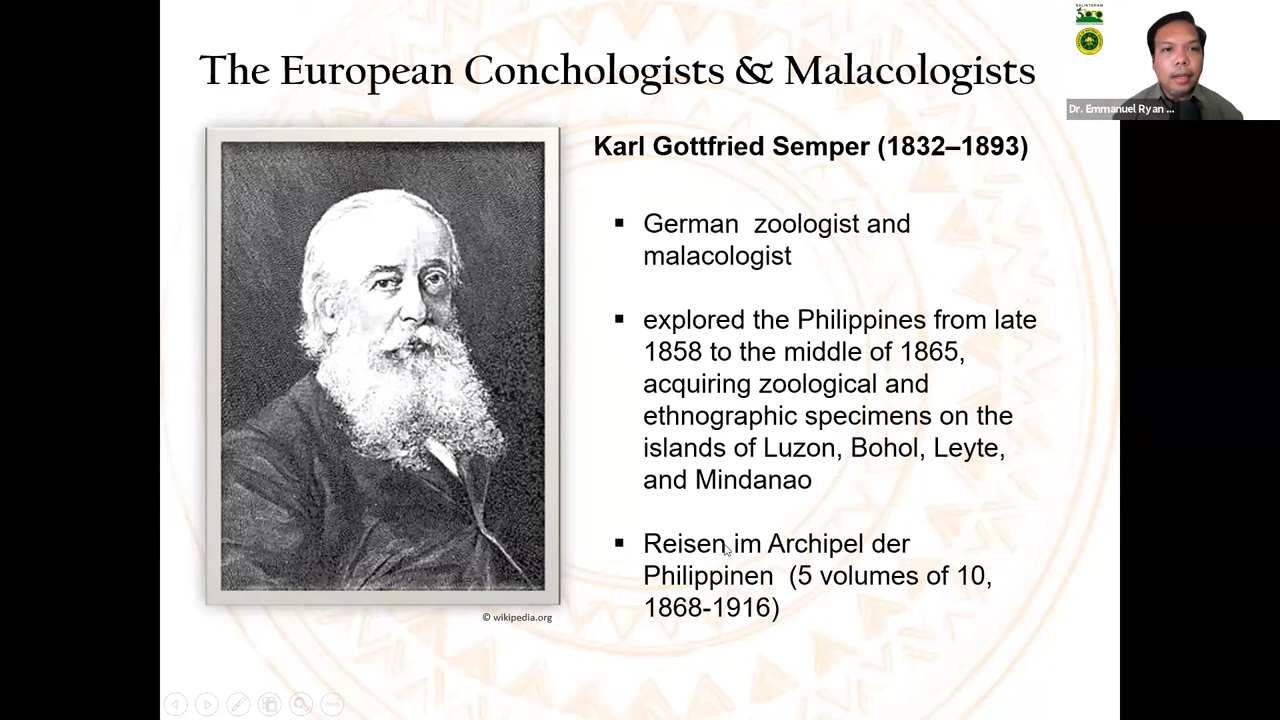 The European Conchologists & Malacologists
Karl Gottfried Semper (1832–1893)
▪ German  zoologist and
malacologist
▪ explored the Philippines from late
1858 to the middle of 1865,
acquiring zoological and
ethnographic specimens on the
islands of Luzon, Bohol, Leyte,
and Mindanao
▪ Reisen im Archipel der
Philippinen  (5 volumes of 10,
1868-1916)
© wikipedia.org
Dr. Emmanuel Ryan ...